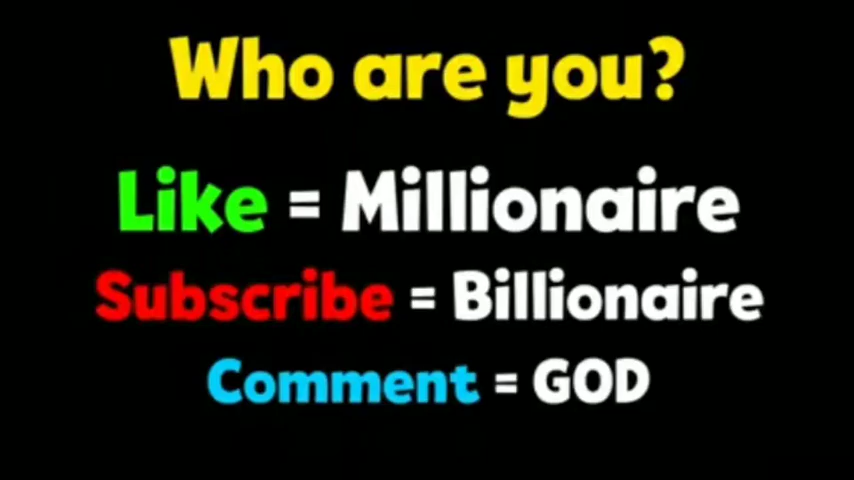 Who are you?
Like = Millionaire
Subscribe = Billionaire
Comment = GOD